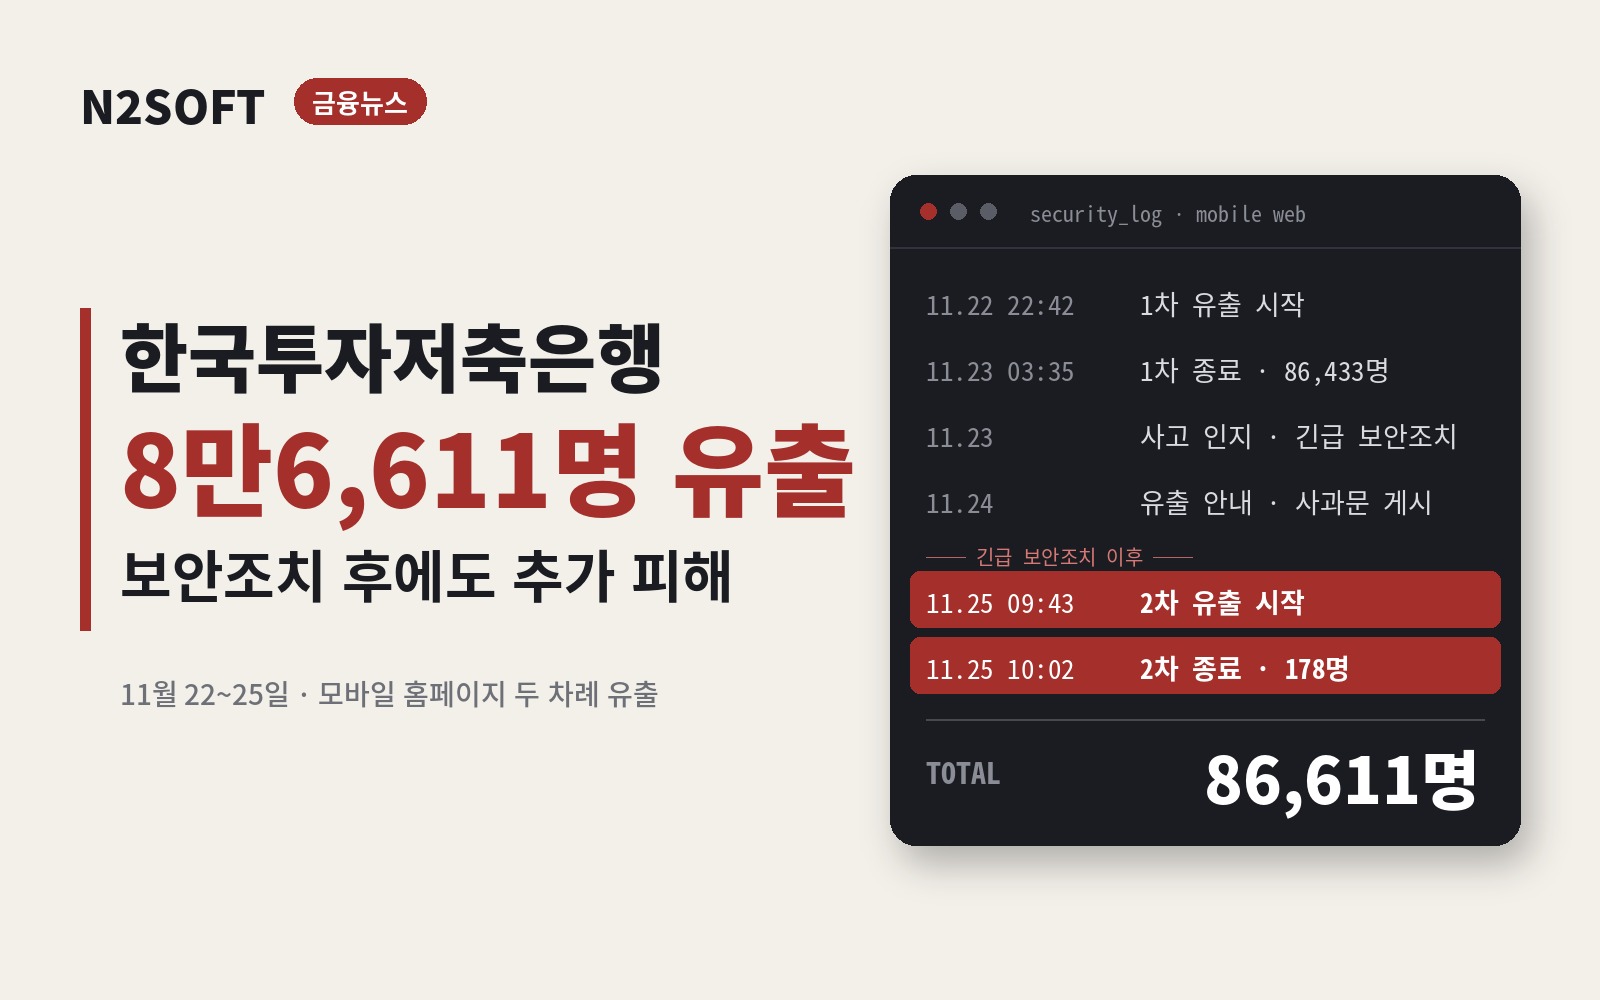 N2SOFT 금융뉴스
한국투자저축은행
8만6,611명 유출
보안조치 후에도 추가 피해
11월 22~25일 · 모바일 홈페이지 두 차례 유출
security_log · mobile web
11.22 22:42 1차 유출 시작
11.23 03:35 1차 종료 · 86,433명
11.23 사고 인지 · 긴급 보안조치
11.24 유출 안내 · 사과문 게시
긴급 보안조치 이후
11.25 09:43 2차 유출 시작
11.25 10:02 2차 종료 · 178명
TOTAL 86,611명